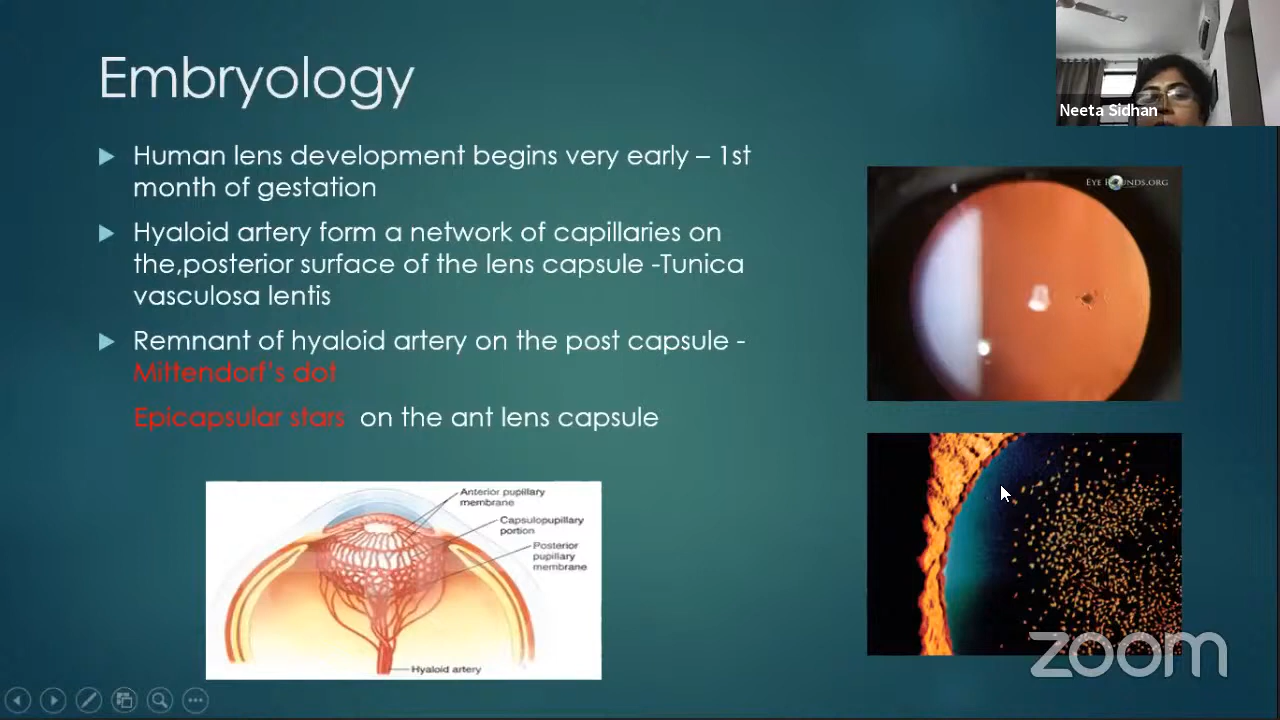 Embryology
Human lens development begins very early – 1st
month of gestation
Hyaloid artery form a network of capillaries on
the,posterior surface of the lens capsule -Tunica
vasculosa lentis
Remnant of hyaloid artery on the post capsule -
Mittendorf's dot
Epicapsular stars on the ant lens capsule
Anterior pupillary
membrane
Capsulopupillary
portion
Posterior
pupillary
membrane
Hyaloid artery
Neeta Sidhan
zoom